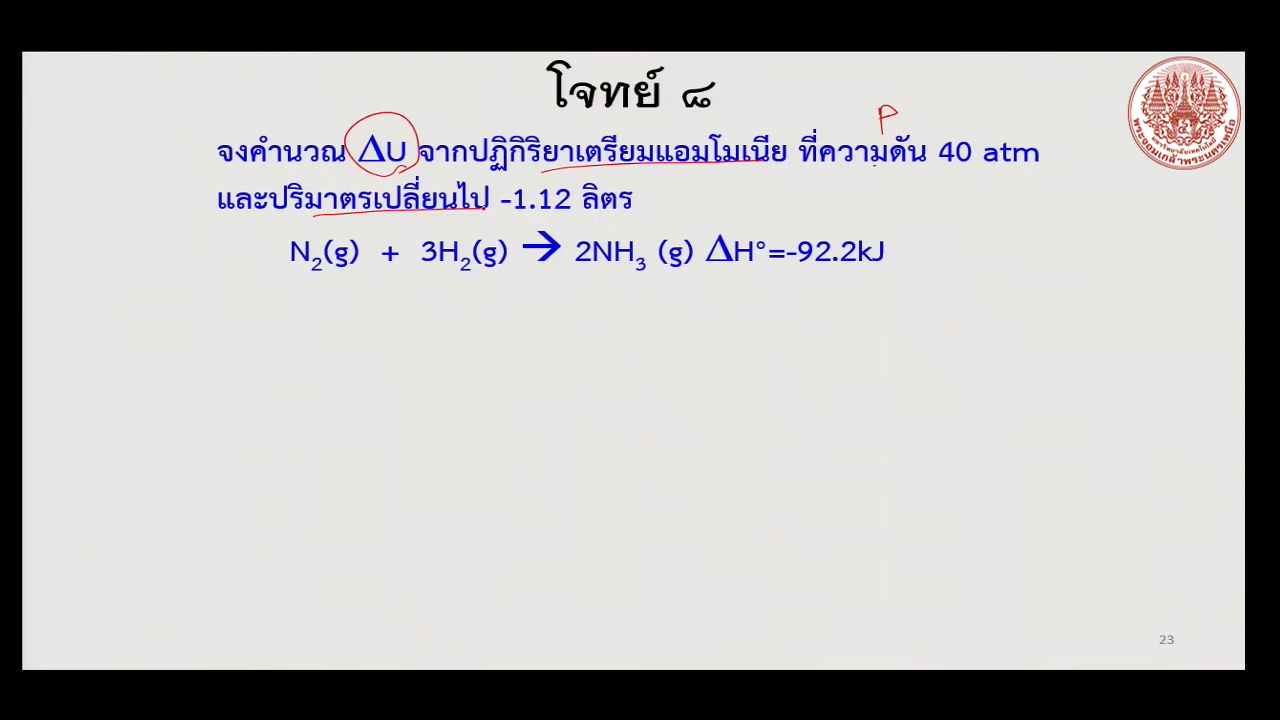 โจทย์ ๘
P
จงคำนวณ ΔU จากปฏิกิริยาเตรียมแอมโมเนีย ที่ความดัน 40 atm
และปริมาตรเปลี่ยนไป -1.12 ลิตร
N₂(g) + 3H₂(g) → 2NH₃ (g) ΔH°=-92.2kJ
23